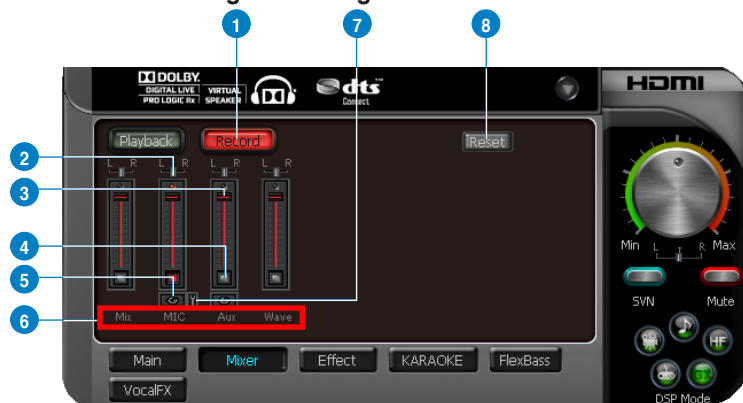 1
7
8
DOLBY
DIGITAL LIVE
PRO LOGIC IIx
VIRTUAL
SPEAKER
dts
Connect
HDMI
Playback
Record
Reset
2
L R
L R
L R
L R
3
4
5
6
Mix
MIC
Aux
Wave
Min
L
R
Max
SVN
Mute
HF
GX
DSP Mode
Main
Mixer
Effect
KARAOKE
FlexBass
VocalFX